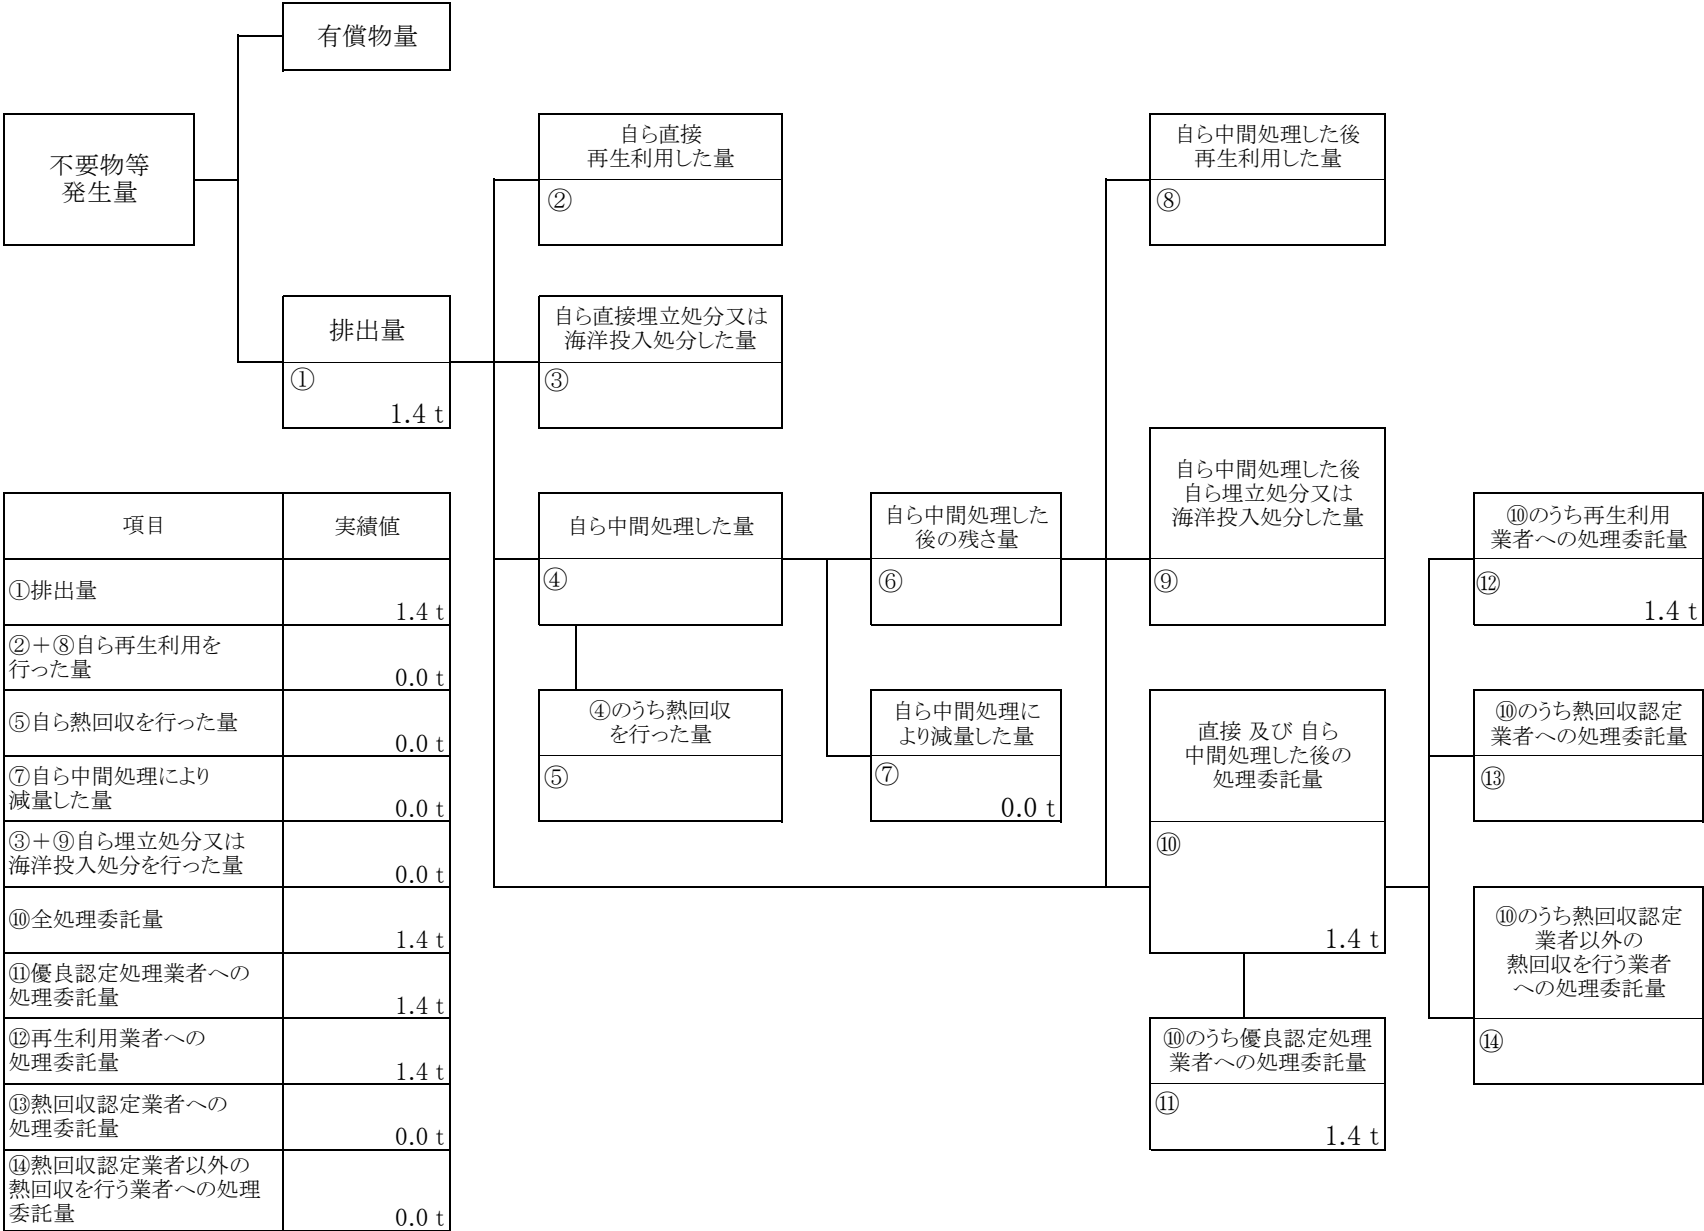 有償物量
不要物等
発生量
自ら直接
再生利用した量
②
自ら中間処理した後
再生利用した量
⑧
排出量
①
1.4 t
自ら直接埋立処分又は
海洋投入処分した量
③
自ら中間処理した量
④
自ら中間処理した
後の残さ量
⑥
自ら中間処理した後
自ら埋立処分又は
海洋投入処分した量
⑨
⑩のうち再生利用
業者への処理委託量
⑫
1.4 t
④のうち熱回収
を行った量
⑤
自ら中間処理に
より減量した量
⑦
0.0 t
直接 及び 自ら
中間処理した後の
処理委託量
⑩
1.4 t
⑩のうち熱回収認定
業者への処理委託量
⑬
⑩のうち熱回収認定
業者以外の
熱回収を行う業者
への処理委託量
⑭
⑩のうち優良認定処理
業者への処理委託量
⑪
1.4 t
項目 実績値
①排出量
1.4 t
②+⑧自ら再生利用を
行った量
0.0 t
⑤自ら熱回収を行った量
0.0 t
⑦自ら中間処理により
減量した量
0.0 t
③+⑨自ら埋立処分又は
海洋投入処分を行った量
0.0 t
⑩全処理委託量
1.4 t
⑪優良認定処理業者への
処理委託量
1.4 t
⑫再生利用業者への
処理委託量
1.4 t
⑬熱回収認定業者への
処理委託量
0.0 t
⑭熱回収認定業者以外の
熱回収を行う業者への処理
委託量
0.0 t